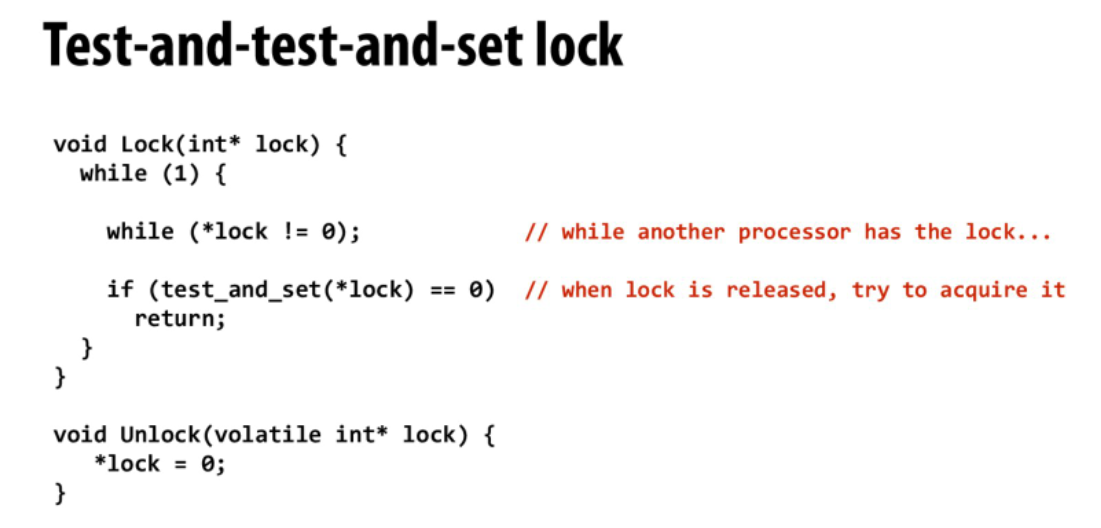 Test-and-test-and-set lock
void Lock(int* lock) {
while (1) {
while (*lock != 0); // while another processor has the lock...
if (test_and_set(*lock) == 0) // when lock is released, try to acquire it
return;
}
}
void Unlock(volatile int* lock) {
*lock = 0;
}